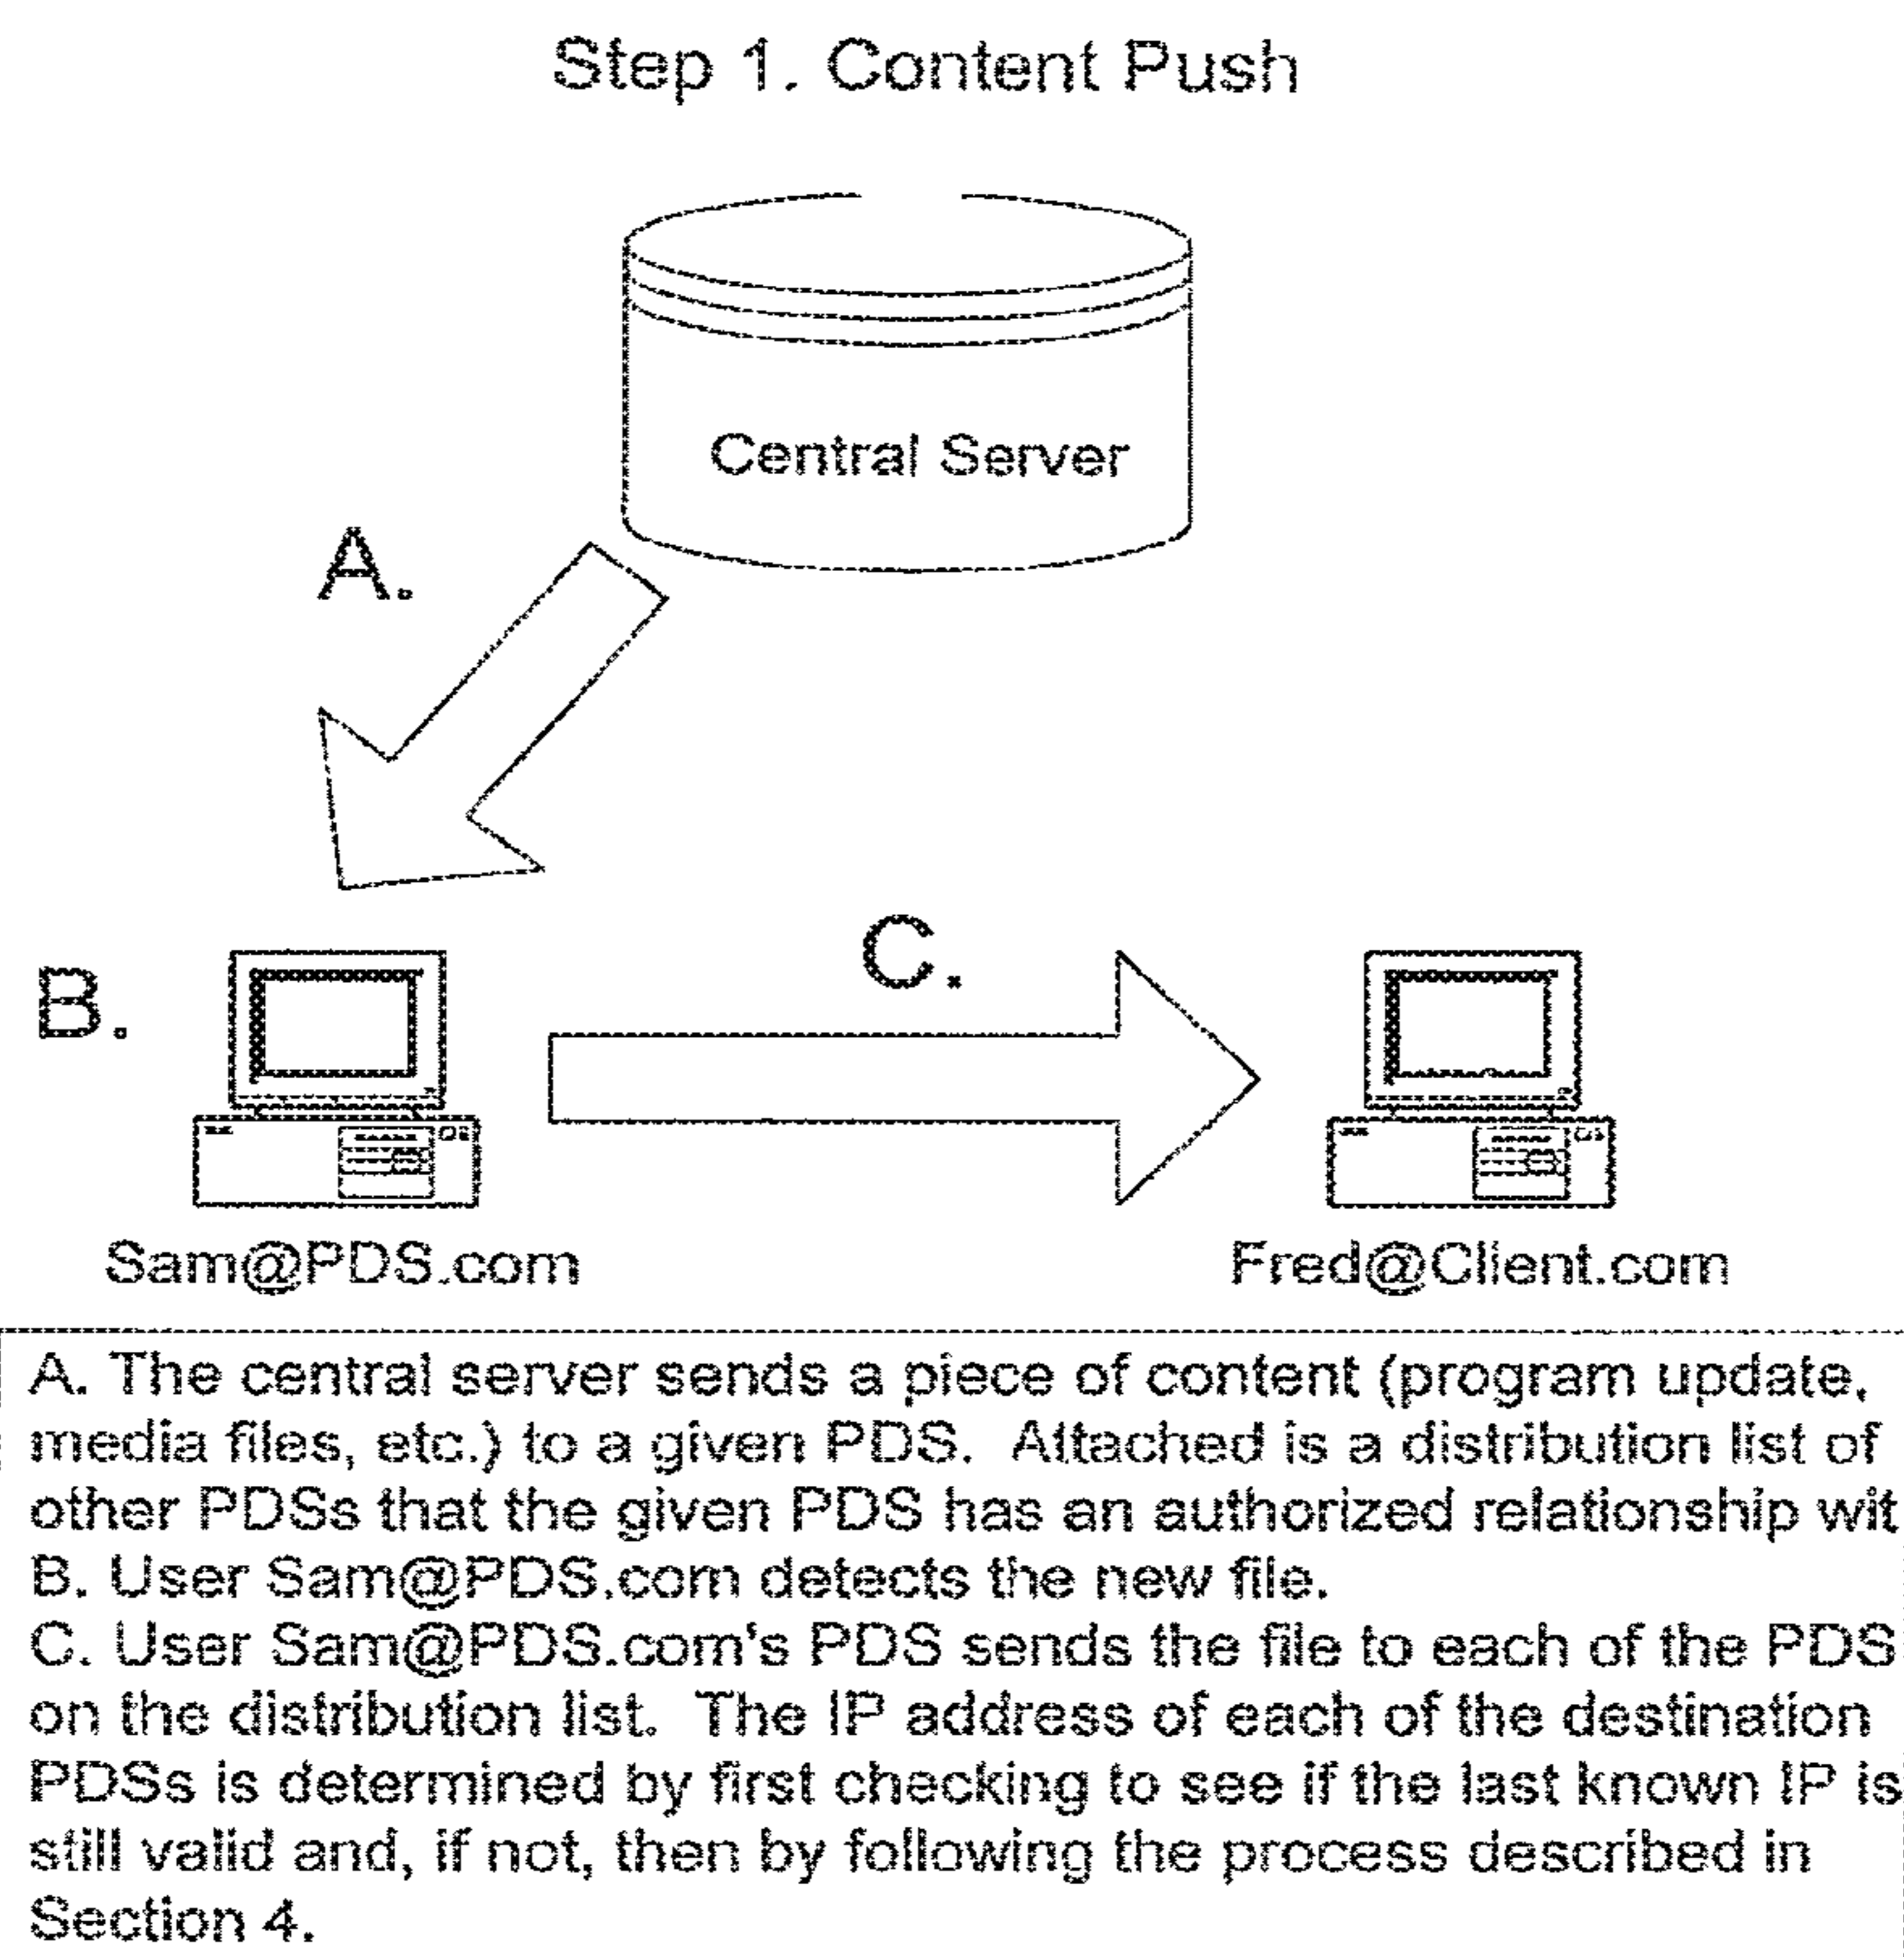 Step 1. Content Push
Central Server
A.
B.
C.
Sam@PDS.com
Fred@Client.com
A. The central server sends a piece of content (program update,
media files, etc.) to a given PDS. Attached is a distribution list of
other PDSs that the given PDS has an authorized relationship wit
B. User Sam@PDS.com detects the new file.
C. User Sam@PDS.com's PDS sends the file to each of the PDS
on the distribution list. The IP address of each of the destination
PDSs is determined by first checking to see if the last known IP is
still valid and, if not, then by following the process described in
Section 4.